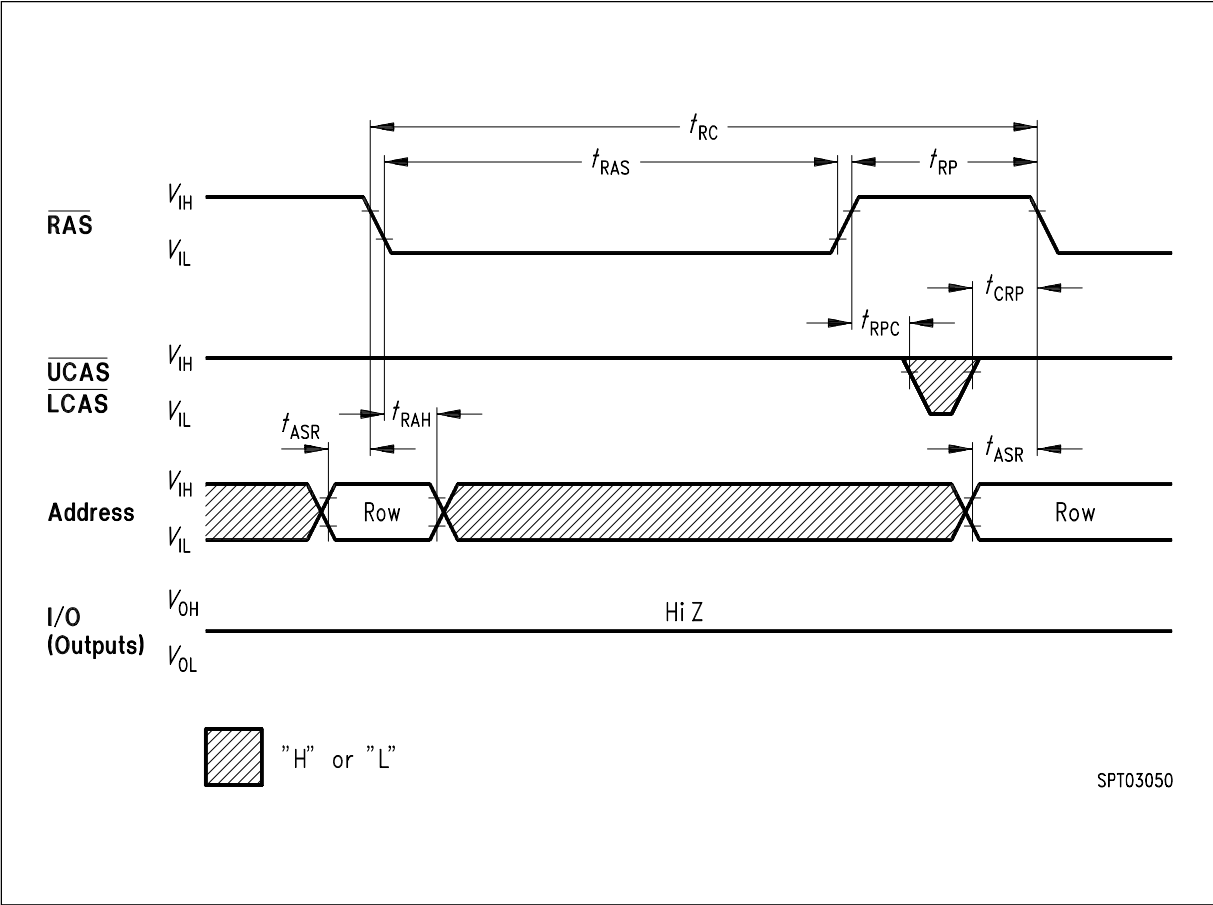 tRC
tRAS
tRP
RAS
VIH
VIL
tCRP
tRPC
UCAS
LCAS
VIH
VIL
tRAH
tASR
tASR
Address
VIH
VIL
Row
Row
I/O
(Outputs)
VOH
VOL
Hi Z
"H" or "L"
SPT03050